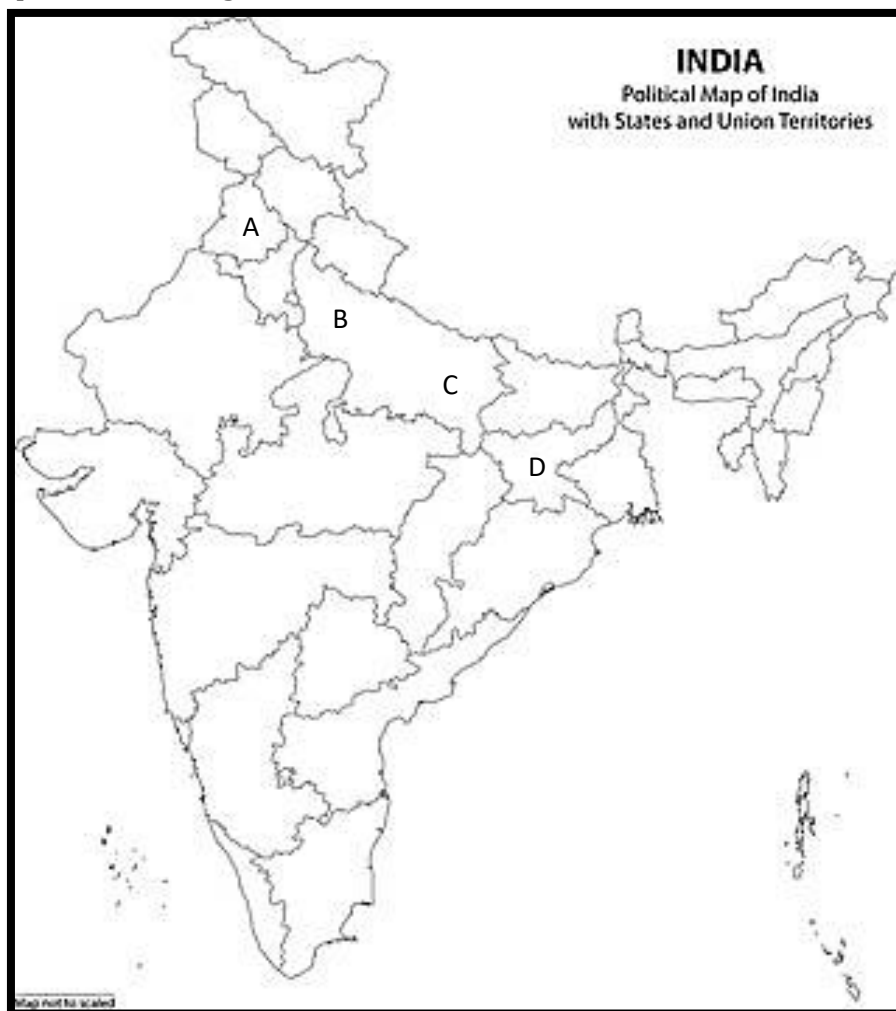 INDIA
Political Map of India
with States and Union Territories
A
B
C
D
Map not to scaled